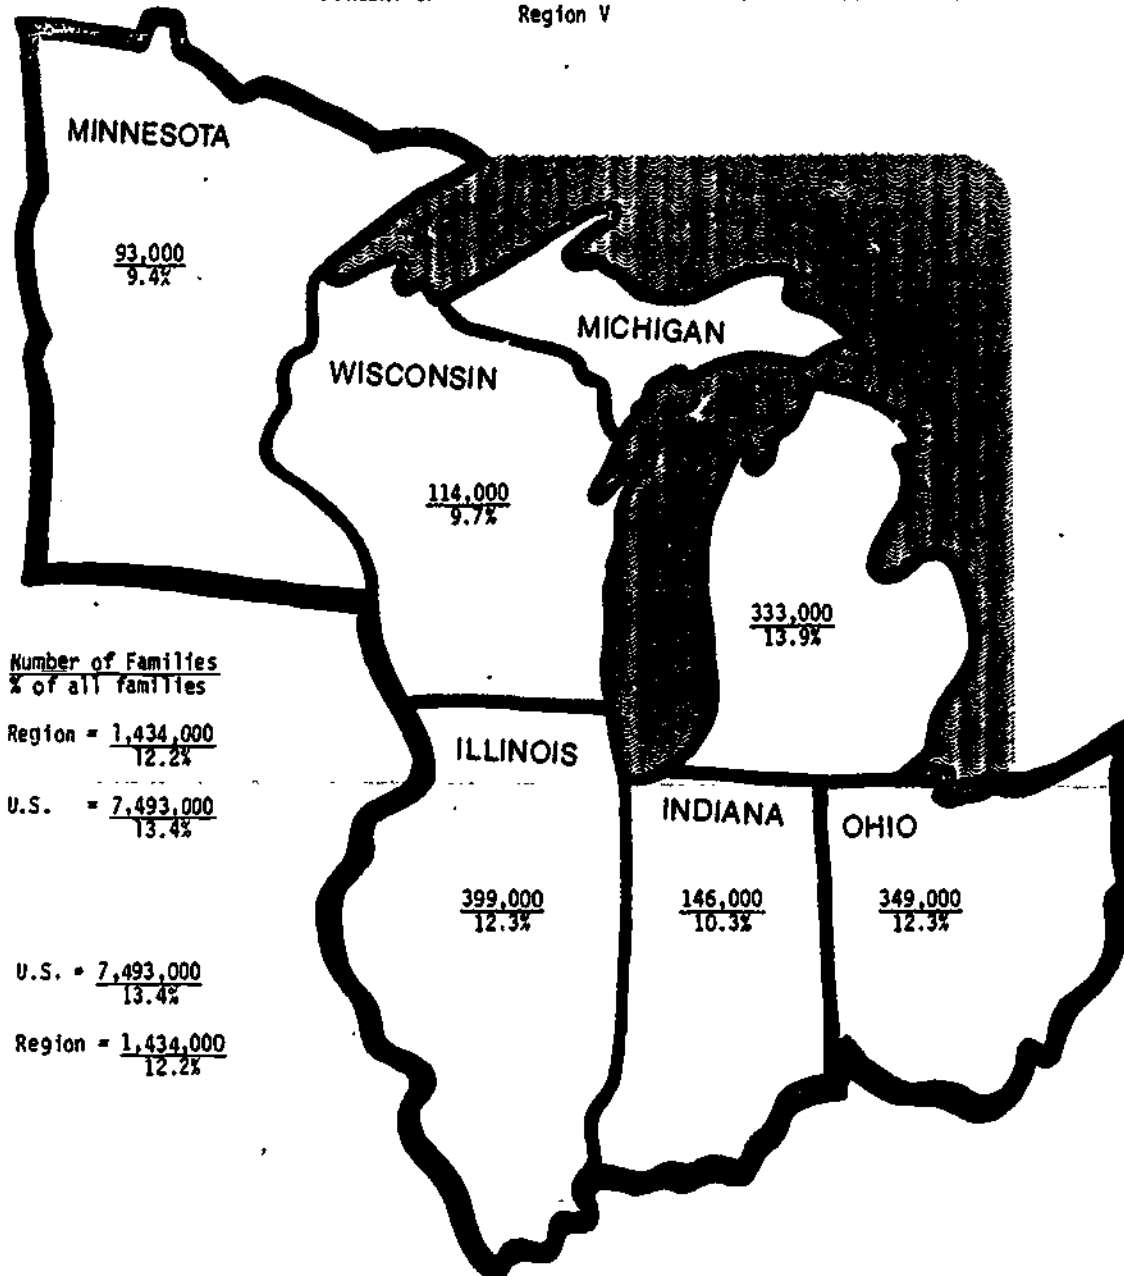 Region V
MINNESOTA
93,000
9.4%
MICHIGAN
WISCONSIN
114,000
9.7%
333,000
13.9%
Number of Families
% of all families
Region = 1,434,000
12.2%
U.S. = 7,493,000
13.4%
ILLINOIS
INDIANA
OHIO
399,000
12.3%
146,000
10.3%
349,000
12.3%
U.S. = 7,493,000
13.4%
Region = 1,434,000
12.2%